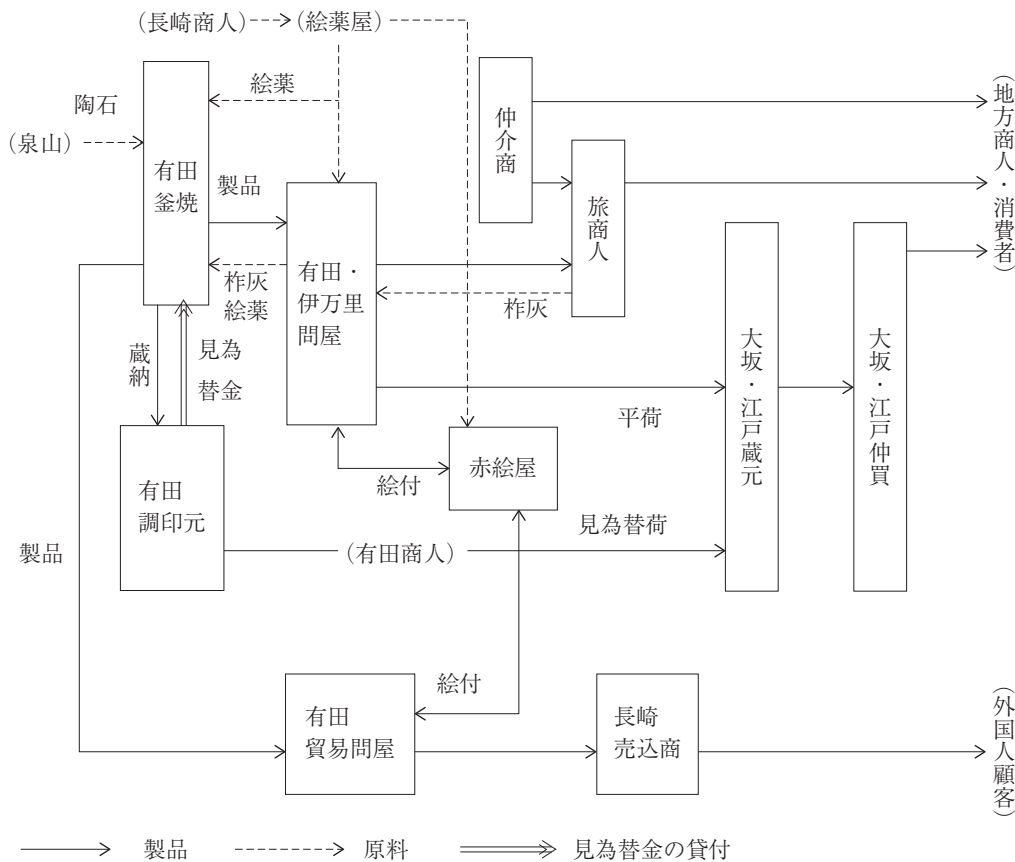 （長崎商人）
（絵薬屋）
絵薬
陶石
（泉山）
有田
釜焼
製品
柞灰
絵薬
有田・
伊万里
問屋
仲介商
旅商人
柞灰
（地方商人・消費者）
蔵納
見為
替金
平荷
大坂・江戸蔵元
大坂・江戸仲買
有田
調印元
絵付
赤絵屋
製品
（有田商人）
見為替荷
絵付
有田
貿易問屋
長崎
売込商
（外国人顧客）
製品
原料
見為替金の貸付